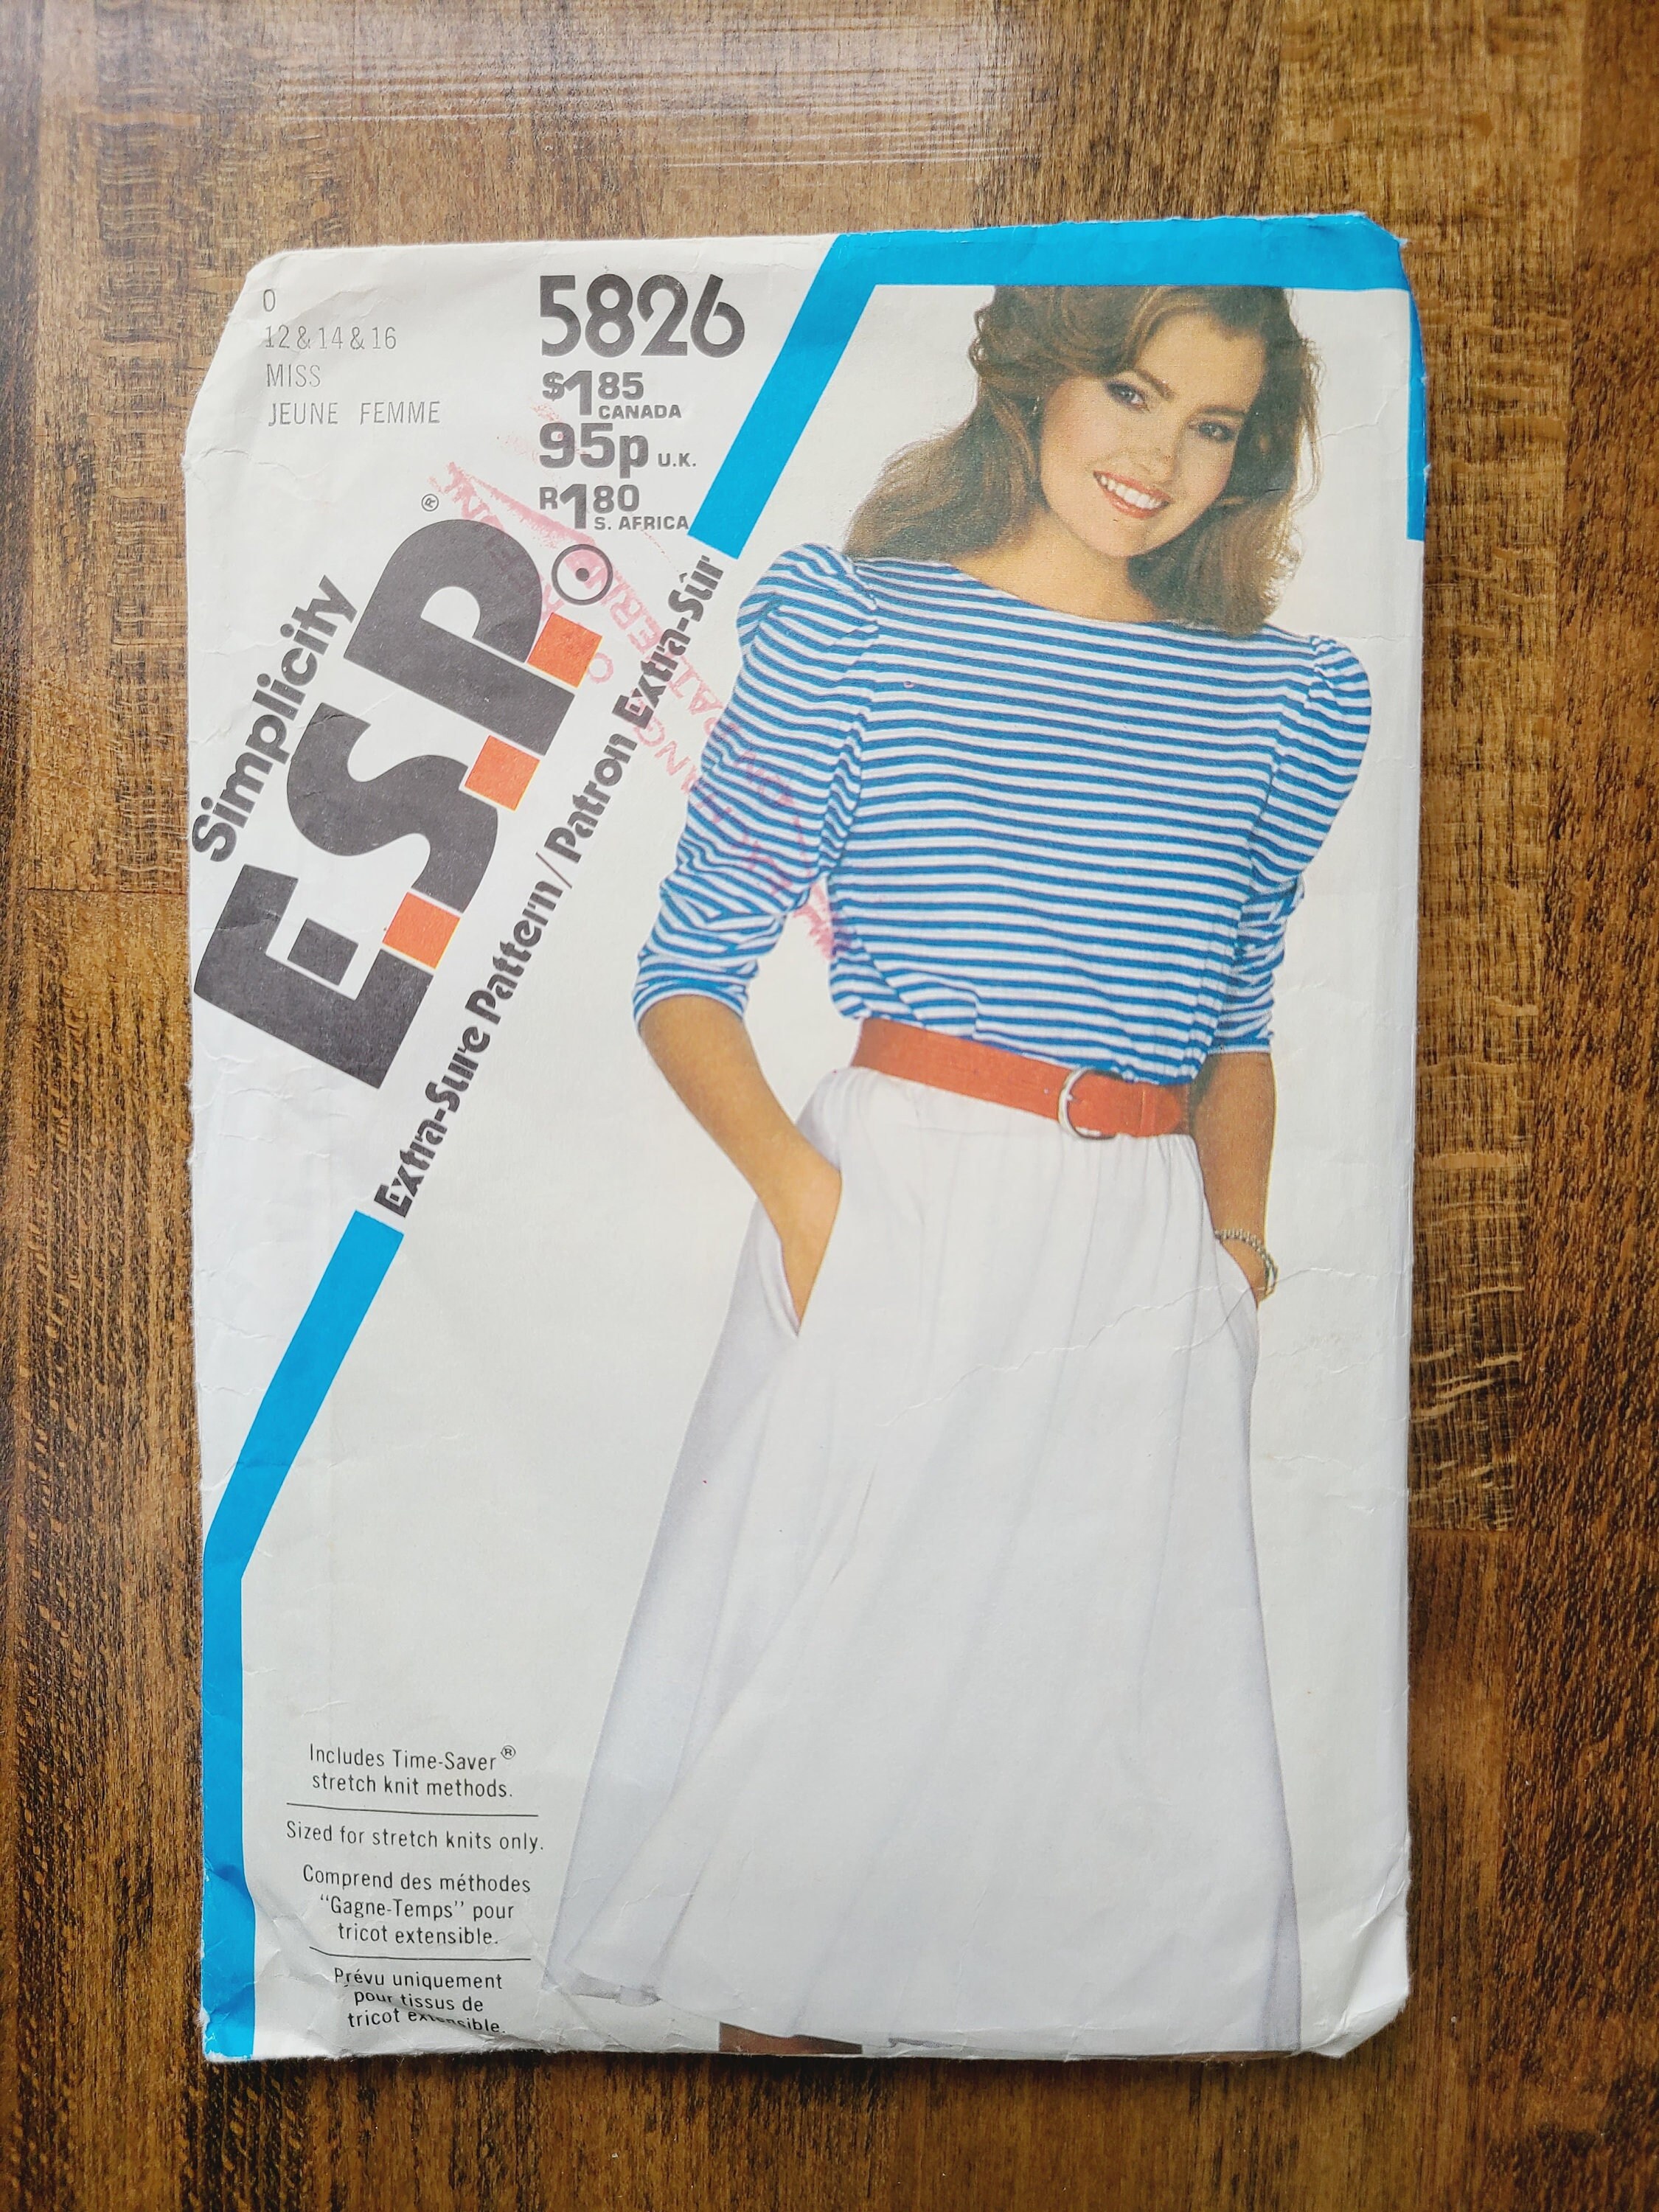 O
12 & 14 & 16
MISS
JEUNE FEMME
5826
$1.85
CANADA
95p U.K.
R1.80
S. AFRICA
Simplicity
E.S.P.®
Extra-Sure Pattern / Patron Extra-Sûr
Includes Time-Saver®
stretch knit methods.
Sized for stretch knits only.
Comprend des méthodes
"Gagne-Temps" pour
tricot extensible.
Prévu uniquement
pour tissus de
tricot extensible.